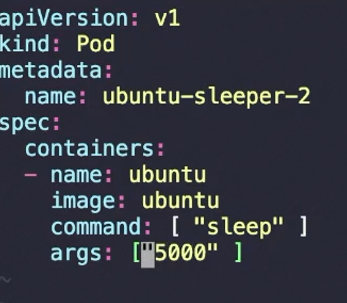 apiVersion: v1
kind: Pod
metadata:
  name: ubuntu-sleeper-2
spec:
  containers:
  - name: ubuntu
    image: ubuntu
    command: [ "sleep" ]
    args: ["5000" ]
~